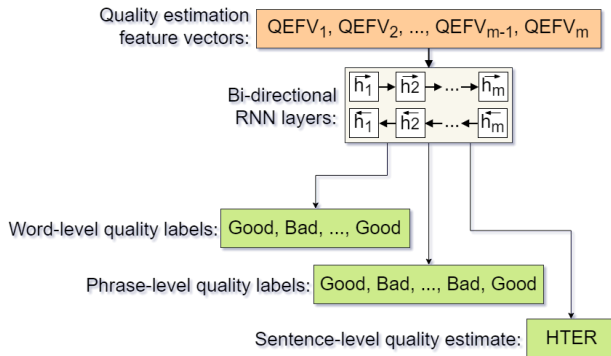 Quality estimation
feature vectors:
QEFV1, QEFV2, ..., QEFVm-1, QEFVm
Bi-directional
RNN layers:
h1 h2 ... hm
h1 h2 ... hm
Word-level quality labels:
Good, Bad, ..., Good
Phrase-level quality labels:
Good, Bad, ..., Bad, Good
Sentence-level quality estimate:
HTER